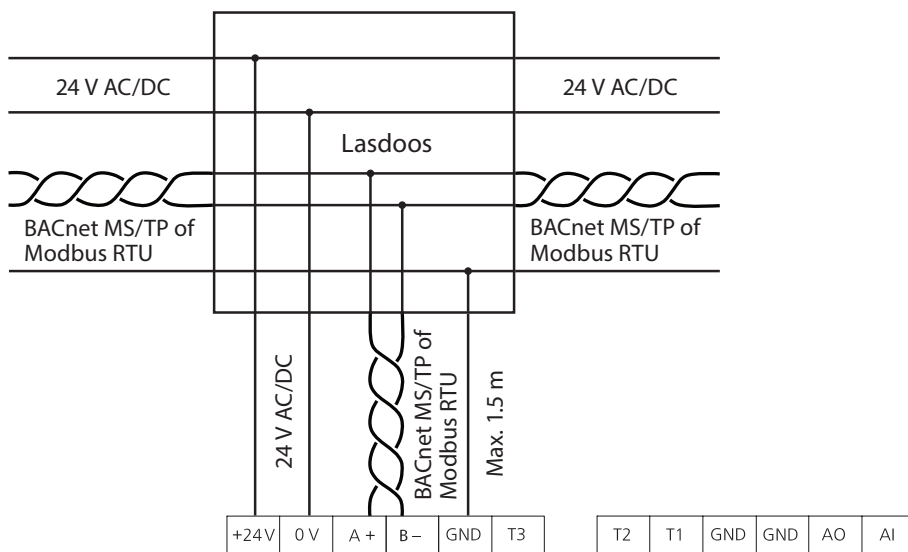 24 V AC/DC
24 V AC/DC
Lasdoos
BACnet MS/TP of
Modbus RTU
BACnet MS/TP of
Modbus RTU
24 V AC/DC
BACnet MS/TP of
Modbus RTU
Max. 1.5 m
+24 V 0 V A + B – GND T3 T2 T1 GND GND AO AI